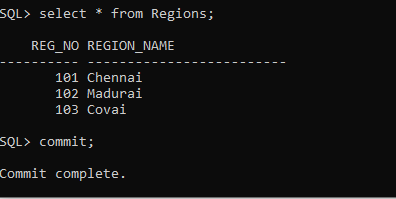 SQL> select * from Regions;
REG_NO REGION_NAME
---------- -------------------------
101 Chennai
102 Madurai
103 Covai
SQL> commit;
Commit complete.